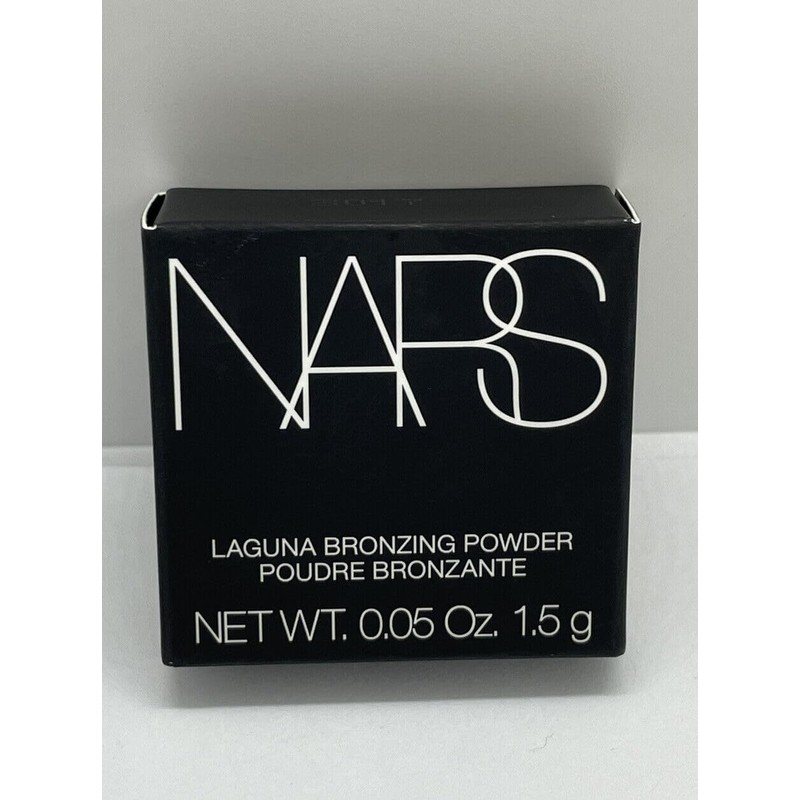 NARS
LAGUNA BRONZING POWDER
POUDRE BRONZANTE
NET WT. 0.05 Oz. 1.5 g